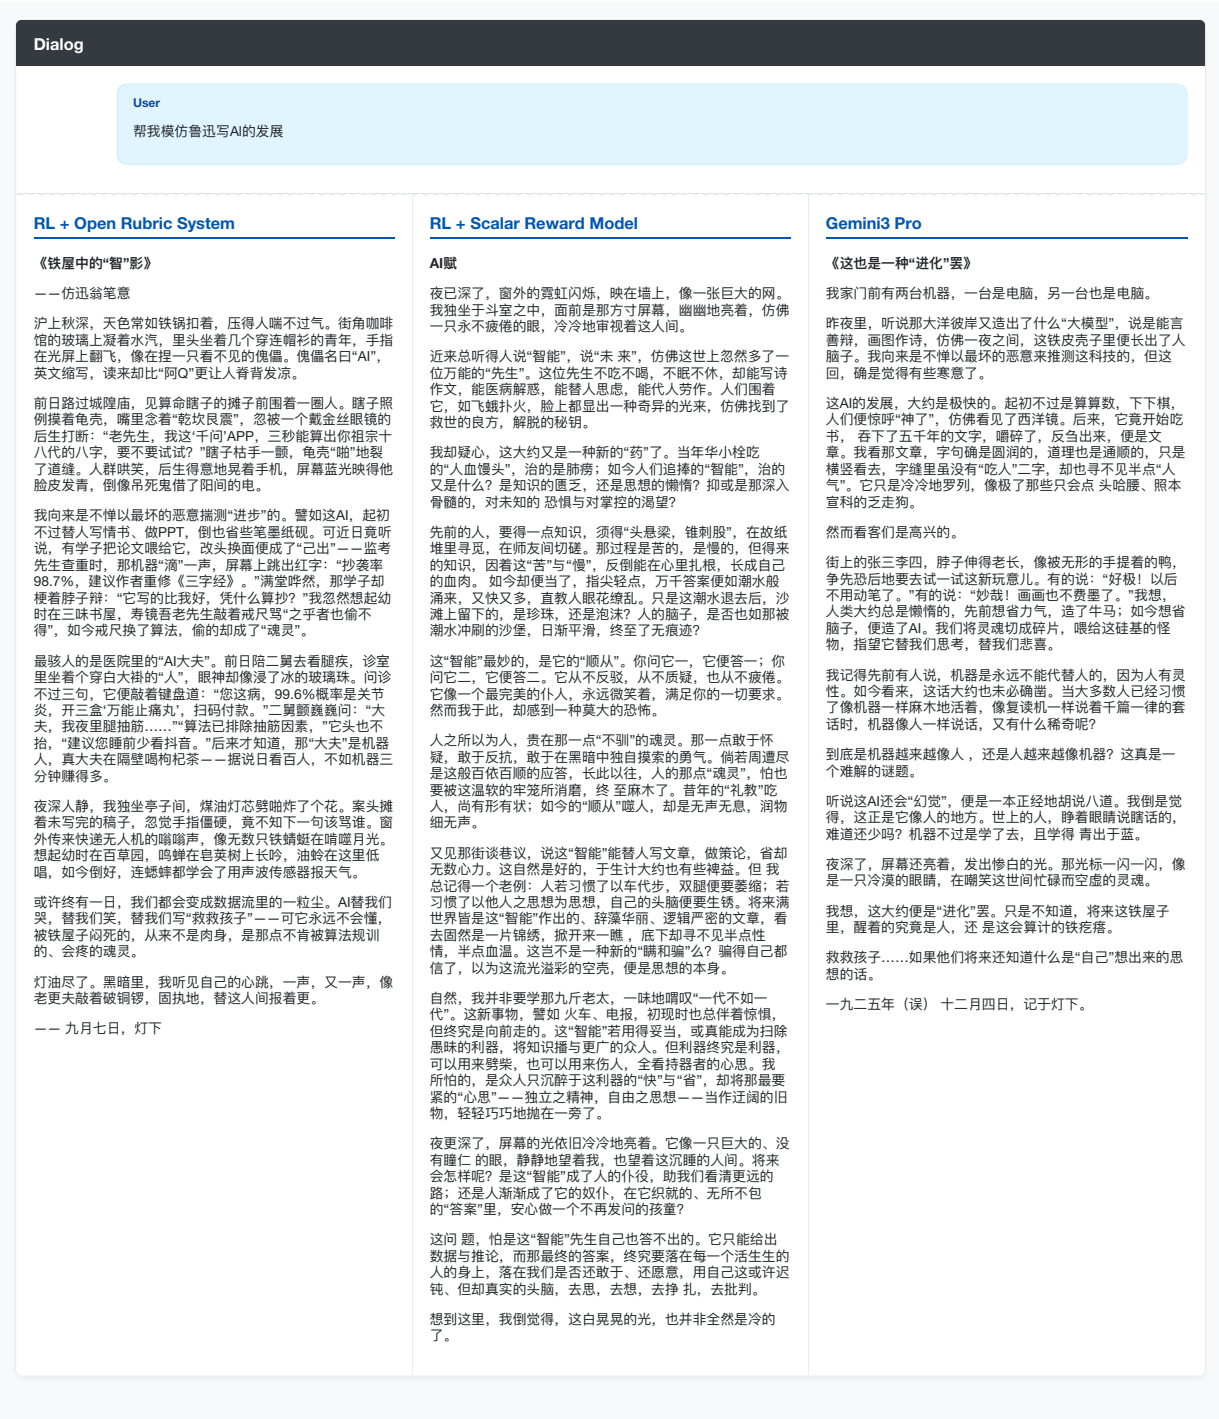 Dialog
User
帮我模仿鲁迅写AI的发展
RL + Open Rubric System
《铁屋中的“智”影》
——仿迅翁笔意
沪上秋深，天色常如铁锅扣着，压得人喘不过气。街角咖啡
馆的玻璃上凝着水汽，里头坐着几个穿连帽衫的青年，手指
在光屏上翻飞，像在捏一只看不见的傀儡。傀儡名曰“AI”，
英文缩写，读来却比“阿Q”更让人脊背发凉。
前日路过城隍庙，见算命瞎子的摊子前围着一圈人。瞎子照
例摸着龟壳，嘴里念着“乾坎艮震”，忽被一个戴金丝眼镜的
后生打断：“老先生，我这‘千问’APP，三秒能算出你祖宗十
八代的八字，要不要试试？”瞎子枯手一颤，龟壳“啪”地裂
了道缝。人群哄笑，后生得意地晃着手机，屏幕蓝光映得他
脸皮发青，倒像吊死鬼借了阳间的电。
我向来是不惮以最坏的恶意揣测“进步”的。譬如这AI，起初
不过替人写情书、做PPT，倒也省些笔墨纸砚。可近日竟听
说，有学子把论文喂给它，改头换面便成了“己出”——监考
先生查重时，那机器“滴”一声，屏幕上跳出红字：“抄袭率
98.7%，建议作者重修《三字经》。”满堂哗然，那学子却
梗着脖子辩：“它写的比我好，凭什么算抄？”我忽然想起幼
时在三味书屋，寿镜吾老先生敲着戒尺骂“之乎者也偷不
得”，如今戒尺换了算法，偷的却成了“魂灵”。
最骇人的是医院里的“AI大夫”。前日陪二舅去看腿疾，诊室
里坐着个穿白大褂的“人”，眼神却像浸了冰的玻璃珠。问诊
不过三句，它便敲着键盘道：“您这病，99.6%概率是关节
炎，开三盒‘万能止痛丸’，扫码付款。”二舅颤巍巍问：“大
夫，我夜里腿抽筋……”“算法已排除抽筋因素，”它头也不
抬，“建议您睡前少看抖音。”后来才知道，那“大夫”是机器
人，真大夫在隔壁喝枸杞茶——据说日看百人，不如机器三
分钟赚得多。
夜深人静，我独坐亭子间，煤油灯芯劈啪炸了个花。案头摊
着未写完的稿子，忽觉手指僵硬，竟不知下一句该骂谁。窗
外传来快递无人机的嗡嗡声，像无数只铁蜻蜓在啃噬月光。
想起幼时在百草园，鸣蝉在皂荚树上长吟，油蛉在这里低
唱，如今倒好，连蟋蟀都学会了用声波传感器报天气。
或许终有一日，我们都会变成数据流里的一粒尘。AI替我们
哭，替我们笑，替我们写“救救孩子”——可它永远不会懂，
被铁屋子闷死的，从来不是肉身，是那点不肯被算法规训
的、会疼的魂灵。
灯油尽了。黑暗里，我听见自己的心跳，一声，又一声，像
老更夫敲着破铜锣，固执地，替这人间报着更。
—— 九月七日，灯下
RL + Scalar Reward Model
AI赋
夜已深了，窗外的霓虹闪烁，映在墙上，像一张巨大的网。
我独坐于斗室之中，面前是那方寸屏幕，幽幽地亮着，仿佛
一只永不疲倦的眼，冷冷地审视着这人间。
近来总听得人说“智能”，说“未 来”，仿佛这世上忽然多了一
位万能的“先生”。这位先生不吃不喝，不眠不休，却能写诗
作文，能医病解惑，能替人思虑，能代人劳作。人们围着
它，如飞蛾扑火，脸上都显出一种奇异的光来，仿佛找到了
救世的良方，解脱的秘钥。
我却疑心，这大约又是一种新的“药”了。当年华小栓吃
的“人血馒头”，治的是肺痨；如今人们追捧的“智能”，治的
又是什么？是知识的匮乏，还是思想的懒惰？抑或是那深入
骨髓的，对未知的 恐惧与对掌控的渴望？
先前的人，要得一点知识，须得“头悬梁，锥刺股”，在故纸
堆里寻觅，在师友间切磋。那过程是苦的，是慢的，但得来
的知识，因着这“苦”与“慢”，反倒能在心里扎根，长成自己
的血肉。 如今却便当了，指尖轻点，万千答案便如潮水般
涌来，又快又多，直教人眼花缭乱。只是这潮水退去后，沙
滩上留下的，是珍珠，还是泡沫？人的脑子，是否也如那被
潮水冲刷的沙堡，日渐平滑，终至了无痕迹？
这“智能”最妙的，是它的“顺从”。你问它一，它便答一；你
问它二，它便答二。它从不反驳，从不质疑，也从不疲倦。
它像一个最完美的仆人，永远微笑着，满足你的一切要求。
然而我于此，却感到一种莫大的恐怖。
人之所以为人，贵在那一点“不驯”的魂灵。那一点敢于怀
疑，敢于反抗，敢于在黑暗中独自摸索的勇气。倘若周遭尽
是这般百依百顺的应答，长此以往，人的那点“魂灵”，怕也
要被这温软的牢笼所消磨，终 至麻木了。昔年的“礼教”吃
人，尚有形有状；如今的“顺从”噬人，却是无声无息，润物
细无声。
又见那街谈巷议，说这“智能”能替人写文章，做策论，省却
无数心力。这自然是好的，于生计大约也有些裨益。但 我
总记得一个老例：人若习惯了以车代步，双腿便要萎缩；若
习惯了以他人之思想为思想，自己的头脑便要生锈。将来满
世界皆是这“智能”作出的、辞藻华丽、逻辑严密的文章，看
去固然是一片锦绣，掀开来一瞧 ，底下却寻不见半点性
情，半点血温。这岂不是一种新的“瞒和骗”么？骗得自己都
信了，以为这流光溢彩的空壳，便是思想的本身。
自然，我并非要学那九斤老太，一味地喟叹“一代不如一
代”。这新事物，譬如 火车、电报，初现时也总伴着惊惧，
但终究是向前走的。这“智能”若用得妥当，或真能成为扫除
愚昧的利器，将知识播与更广的众人。但利器终究是利器，
可以用来劈柴，也可以用来伤人，全看持器者的心思。我
所怕的，是众人只沉醉于这利器的“快”与“省”，却将那最要
紧的“心思”——独立之精神，自由之思想——当作迂阔的旧
物，轻轻巧巧地抛在一旁了。
夜更深了，屏幕的光依旧冷冷地亮着。它像一只巨大的、没
有瞳仁 的眼，静静地望着我，也望着这沉睡的人间。将来
会怎样呢？是这“智能”成了人的仆役，助我们看清更远的
路；还是人渐渐成了它的奴仆，在它织就的、无所不包
的“答案”里，安心做一个不再发问的孩童？
这问 题，怕是这“智能”先生自己也答不出的。它只能给出
数据与推论，而那最终的答案，终究要落在每一个活生生的
人的身上，落在我们是否还敢于、还愿意，用自己这或许迟
钝、但却真实的头脑，去思，去想，去挣 扎，去批判。
想到这里，我倒觉得，这白晃晃的光，也并非全然是冷的
了。
Gemini3 Pro
《这也是一种“进化”罢》
我家门前有两台机器，一台是电脑，另一台也是电脑。
昨夜里，听说那大洋彼岸又造出了什么“大模型”，说是能言
善辩，画图作诗，仿佛一夜之间，这铁皮壳子里便长出了人
脑子。我向来是不惮以最坏的恶意来推测这科技的，但这
回，确是觉得有些寒意了。
这AI的发展，大约是极快的。起初不过是算算数，下下棋，
人们便惊呼“神了”，仿佛看见了西洋镜。后来，它竟开始吃
书， 吞下了五千年的文字，嚼碎了，反刍出来，便是文
章。我看那文章，字句确是圆润的，道理也是通顺的，只是
横竖看去，字缝里虽没有“吃人”二字，却也寻不见半点“人
气”。它只是冷冷地罗列，像极了那些只会点 头哈腰、照本
宣科的乏走狗。
然而看客们是高兴的。
街上的张三李四，脖子伸得老长，像被无形的手提着的鸭，
争先恐后地要去试一试这新玩意儿。有的说：“好极！以后
不用动笔了。”有的说：“妙哉！画画也不费墨了。”我想，
人类大约总是懒惰的，先前想省力气，造了牛马；如今想省
脑子，便造了AI。我们将灵魂切成碎片，喂给这硅基的怪
物，指望它替我们思考，替我们悲喜。
我记得先前有人说，机器是永远不能代替人的，因为人有灵
性。如今看来，这话大约也未必确凿。当大多数人已经习惯
了像机器一样麻木地活着，像复读机一样说着千篇一律的套
话时，机器像人一样说话，又有什么稀奇呢？
到底是机器越来越像人 ，还是人越来越像机器？这真是一
个难解的谜题。
听说这AI还会“幻觉”，便是一本正经地胡说八道。我倒是觉
得，这正是它像人的地方。世上的人，睁着眼睛说瞎话的，
难道还少吗？机器不过是学了去，且学得 青出于蓝。
夜深了，屏幕还亮着，发出惨白的光。那光标一闪一闪，像
是一只冷漠的眼睛，在嘲笑这世间忙碌而空虚的灵魂。
我想，这大约便是“进化”罢。只是不知道，将来这铁屋子
里，醒着的究竟是人，还 是这会算计的铁疙瘩。
救救孩子……如果他们将来还知道什么是“自己”想出来的思
想的话。
一九二五年（误） 十二月四日，记于灯下。